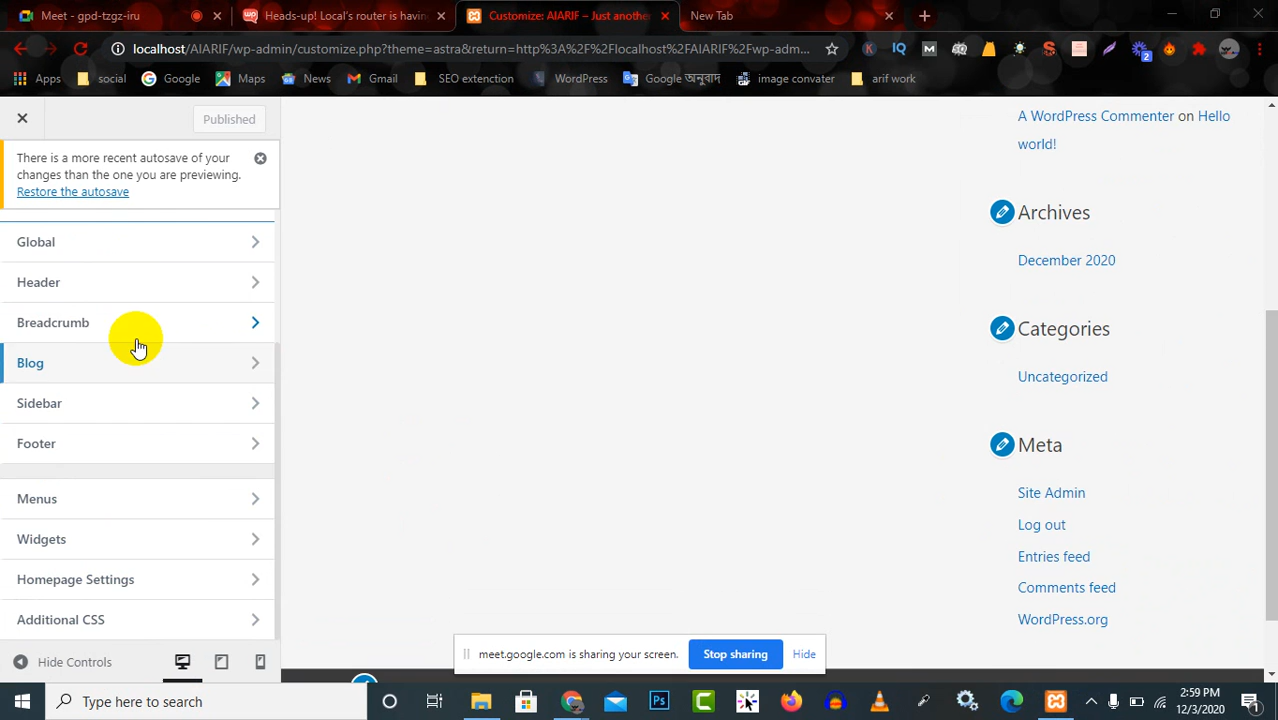 Meet - gpd-tzgz-iru
Heads-up! Local's router is havin
Customize: AIARIF – Just anothe
New Tab
localhost/AIARIF/wp-admin/customize.php?theme=astra&return=http%3A%2F%2Flocalhost%2FAIARIF%2Fwp-adm...
Apps social Google Maps News Gmail SEO extenction WordPress Google অনুবাদ image convater arif work
Published
There is a more recent autosave of your
changes than the one you are previewing.
Restore the autosave
Global
Header
Breadcrumb
Blog
Sidebar
Footer
Menus
Widgets
Homepage Settings
Additional CSS
Hide Controls
A WordPress Commenter on Hello
world!
Archives
December 2020
Categories
Uncategorized
Meta
Site Admin
Log out
Entries feed
Comments feed
WordPress.org
meet.google.com is sharing your screen. Stop sharing Hide
Type here to search
2:59 PM
12/3/2020